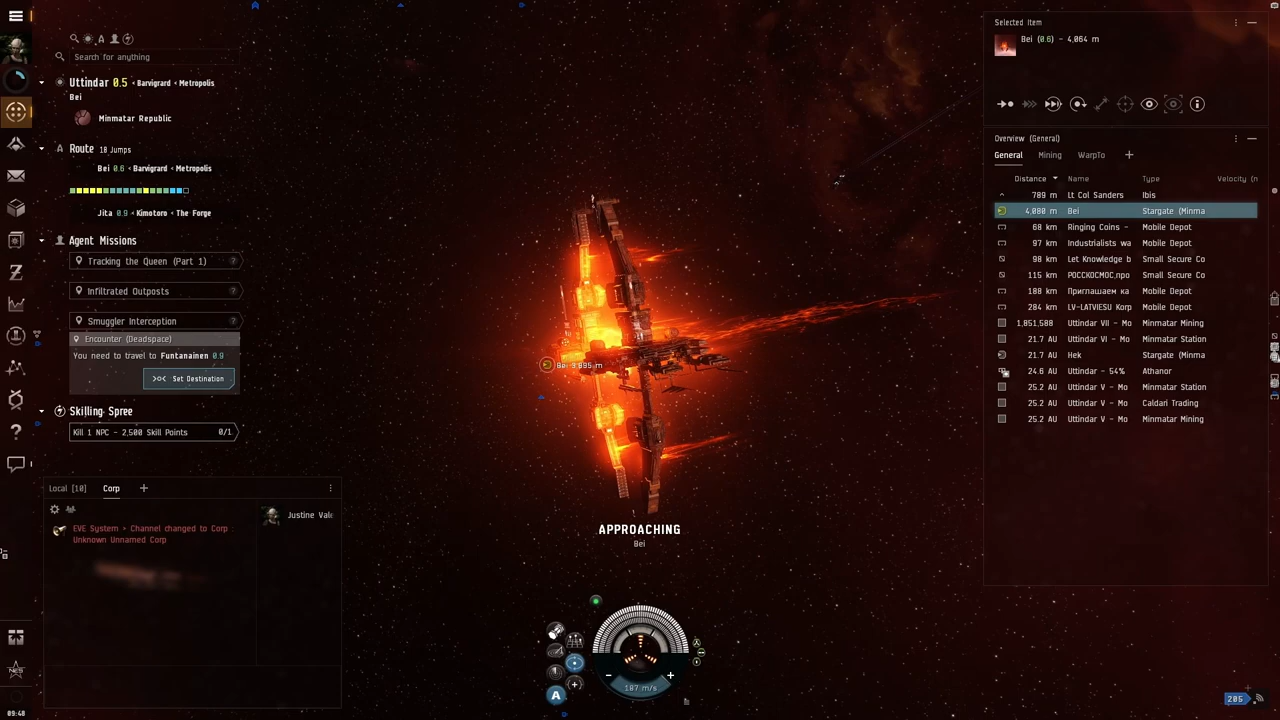 Search for anything
Uttindar 0.5 ‹ Barvigrard ‹ Metropolis
Bei
Minmatar Republic
Route 18 Jumps
Bei 0.6 ‹ Barvigrard ‹ Metropolis
Jita 0.9 ‹ Kimotoro ‹ The Forge
Agent Missions
Tracking the Queen (Part 1) ?
Infiltrated Outposts ?
Smuggler Interception ?
Encounter (Deadspace)
You need to travel to Funtanainen 0.9
Set Destination
Skilling Spree
Kill 1 NPC - 2,500 Skill Points 0/1
Local [10] Corp +
EVE System > Channel changed to Corp :
Unknown Unnamed Corp
Justine Vale
NES
09:48
APPROACHING
Bei
A
187 m/s
Selected Item
Bei (0.6) - 4,064 m
Overview (General)
General Mining WarpTo +
Distance Name Type Velocity (m
789 m Lt Col Sanders Ibis
4,080 m Bei Stargate (Minma
68 km Ringing Coins - Mobile Depot
97 km Industrialists wa Mobile Depot
98 km Let Knowledge b Small Secure Co
115 km РОССКОСМОС,про Small Secure Co
188 km Приглашаем ка Mobile Depot
284 km LV-LATVIESU Korp Mobile Depot
1,851,588 Uttindar VII - Mo Minmatar Mining
21.7 AU Uttindar VI - Mo Minmatar Station
21.7 AU Hek Stargate (Minma
24.6 AU Uttindar - 54% Athanor
25.2 AU Uttindar V - Mo Minmatar Station
25.2 AU Uttindar V - Mo Caldari Trading
25.2 AU Uttindar V - Mo Minmatar Mining
205